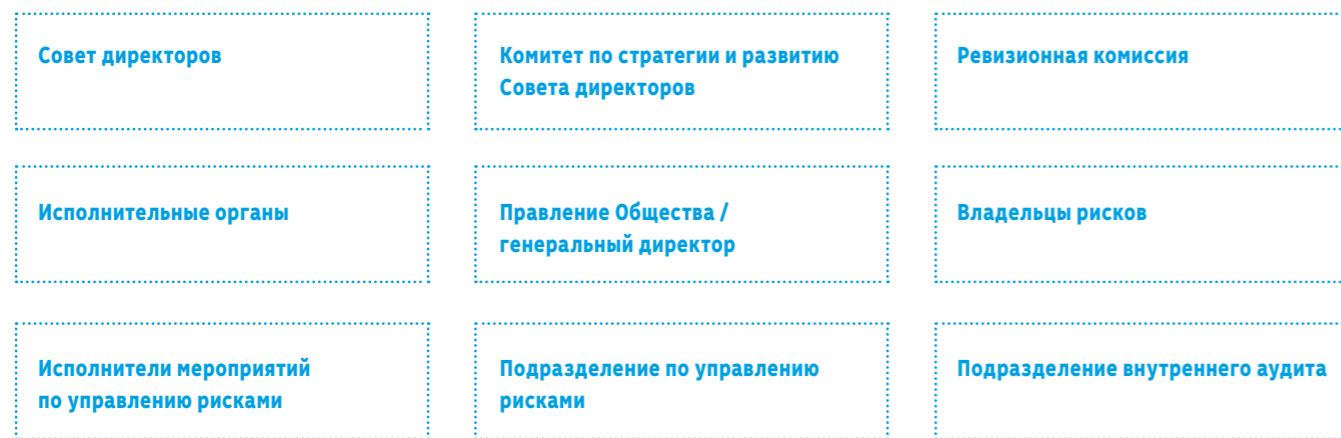 Совет директоров
Комитет по стратегии и развитию
Совета директоров
Ревизионная комиссия
Исполнительные органы
Правление Общества /
генеральный директор
Владельцы рисков
Исполнители мероприятий
по управлению рисками
Подразделение по управлению
рисками
Подразделение внутреннего аудита